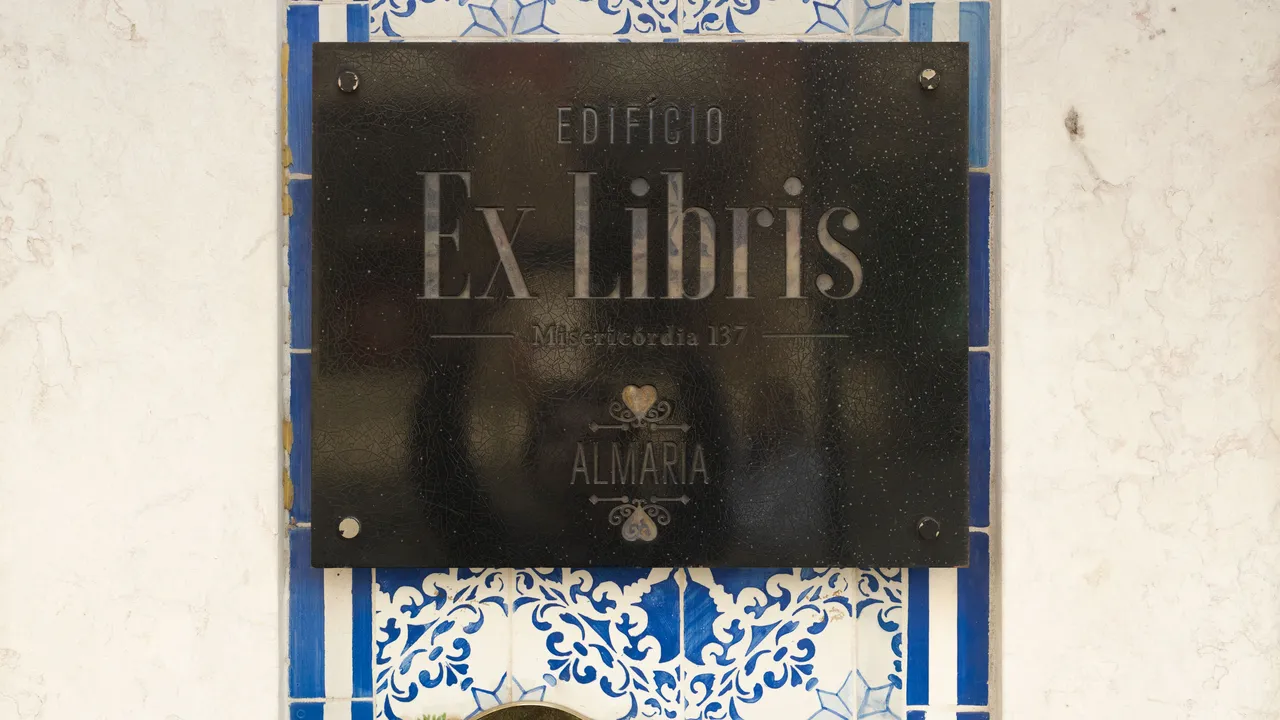 EDIFÍCIO
Ex Libris
Misericórdia 137
ALMARIA